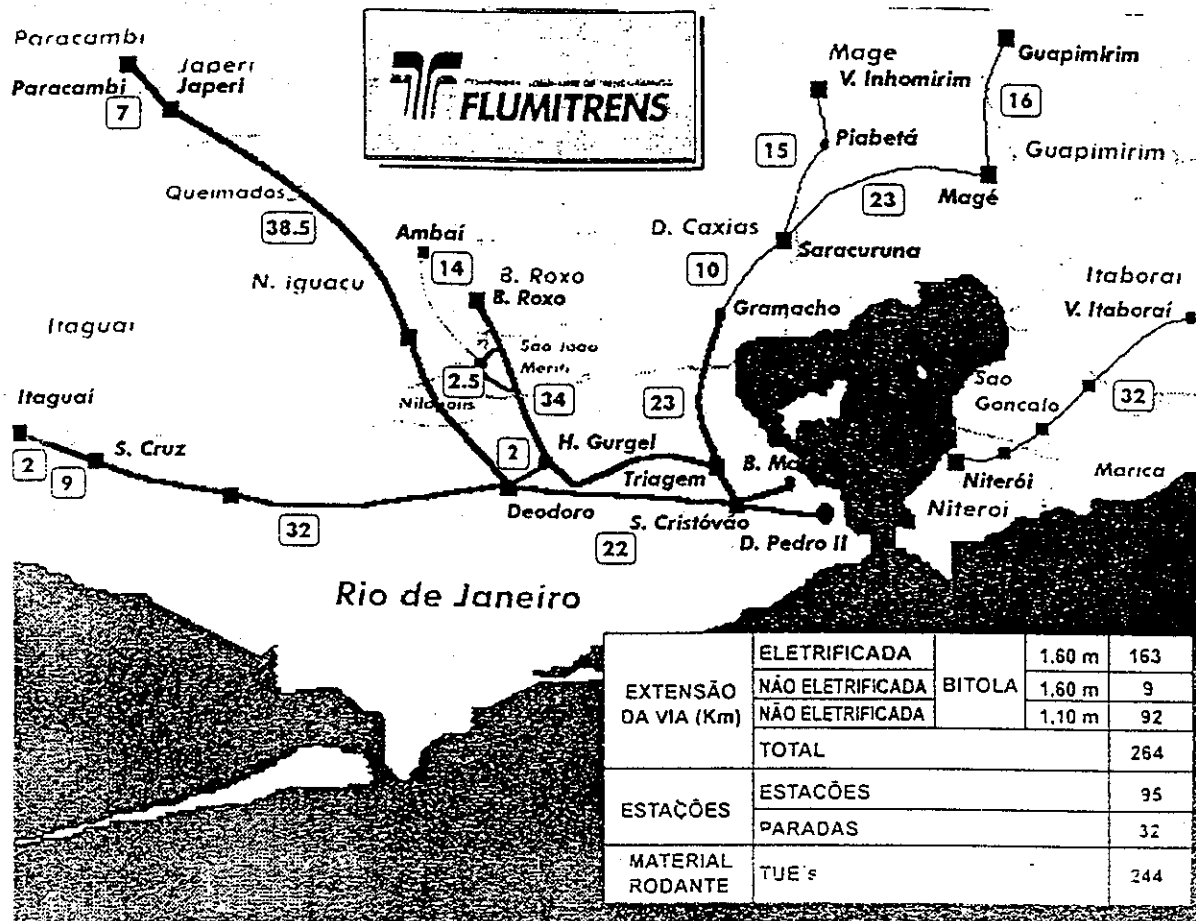 Paracambi
Japeri
Paracambi
Japeri
7
FLUMITRENS
Mage
V. Inhomirim
Guapimirim
16
15
Piabetá
Guapimirim
Queimados
38.5
23
Magé
Ambaí
14
D. Caxias
Saracuruna
B. Roxo
B. Roxo
10
N. iguaçu
Itaborai
V. Itaboraí
Gramacho
Itaguai
Sao Joao
Meriti
2.5
34
Nilopolis
23
Sao
Goncalo
32
Itaguaí
S. Cruz
2
9
2
H. Gurgel
Triagem
Niterói
Marica
Niteroi
Deodoro
S. Cristóvão
D. Pedro II
32
22
Rio de Janeiro
EXTENSÃO DA VIA (Km) ELETRIFICADA BITOLA 1.60 m 163
NÃO ELETRIFICADA 1,60 m 9
NÃO ELETRIFICADA 1,10 m 92
TOTAL 264
ESTAÇÕES ESTACÕES 95
PARADAS 32
MATERIAL RODANTE TUE's 244